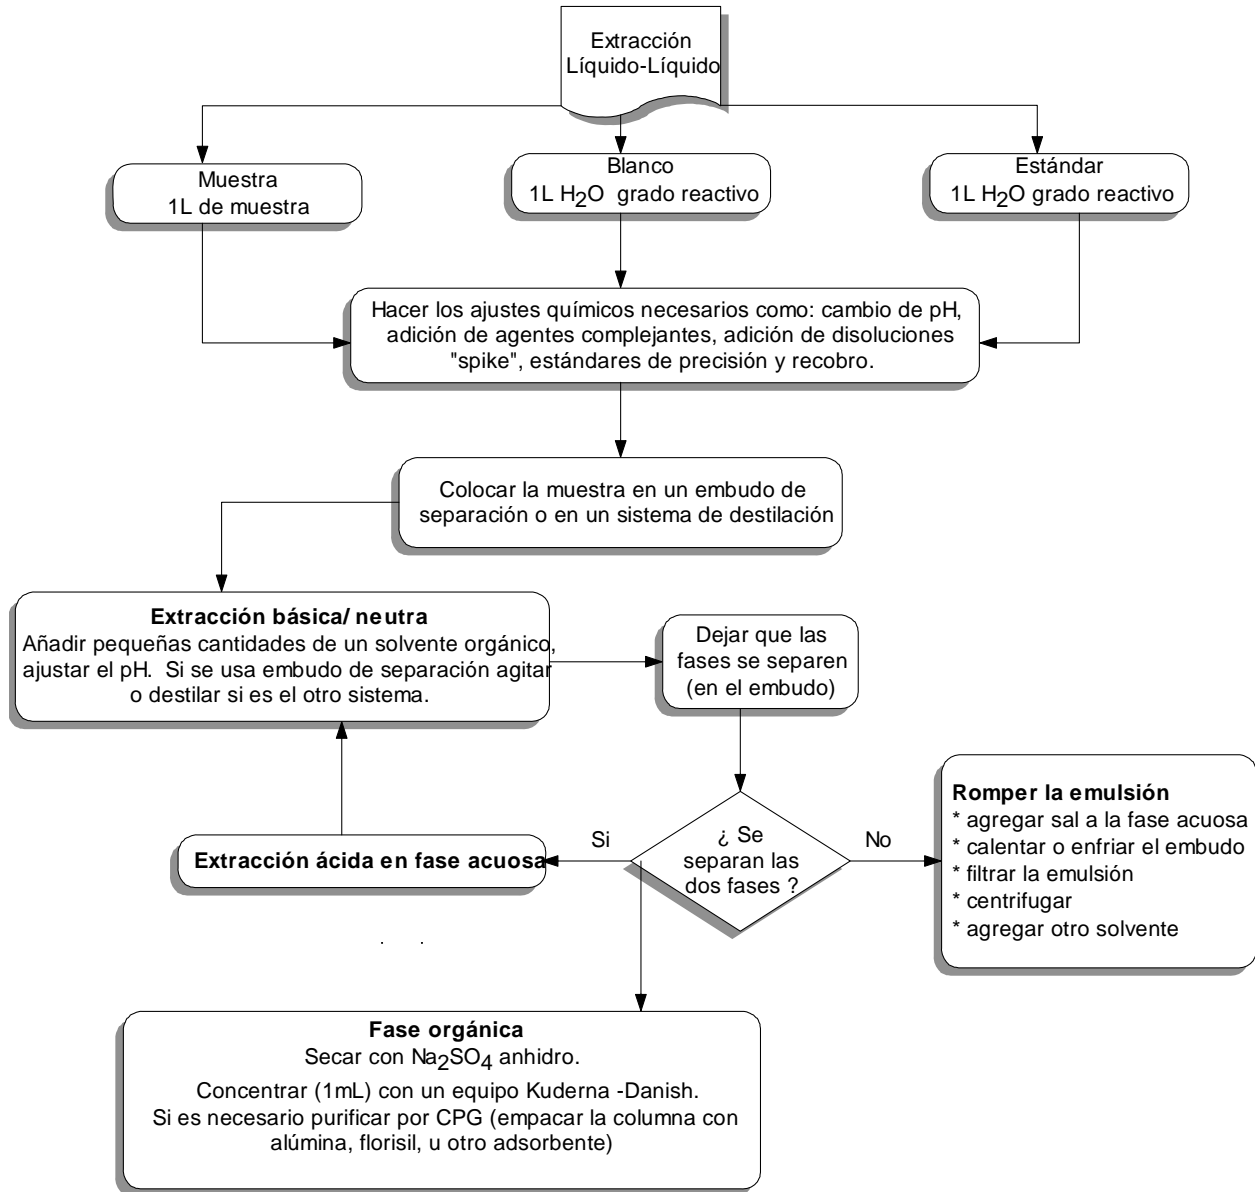 Extracción
Líquido-Líquido
Muestra
1L de muestra
Blanco
1L H2O grado reactivo
Estándar
1L H2O grado reactivo
Hacer los ajustes químicos necesarios como: cambio de pH,
adición de agentes complejantes, adición de disoluciones
"spike", estándares de precisión y recobro.
Colocar la muestra en un embudo de
separación o en un sistema de destilación
Extracción básica/ neutra
Añadir pequeñas cantidades de un solvente orgánico,
ajustar el pH. Si se usa embudo de separación agitar
o destilar si es el otro sistema.
Dejar que las
fases se separen
(en el embudo)
¿ Se
separan las
dos fases ?
Si
No
Extracción ácida en fase acuosa
Romper la emulsión
* agregar sal a la fase acuosa
* calentar o enfriar el embudo
* filtrar la emulsión
* centrifugar
* agregar otro solvente
Fase orgánica
Secar con Na2SO4 anhidro.
Concentrar (1mL) con un equipo Kuderna -Danish.
Si es necesario purificar por CPG (empacar la columna con
alúmina, florisil, u otro adsorbente)